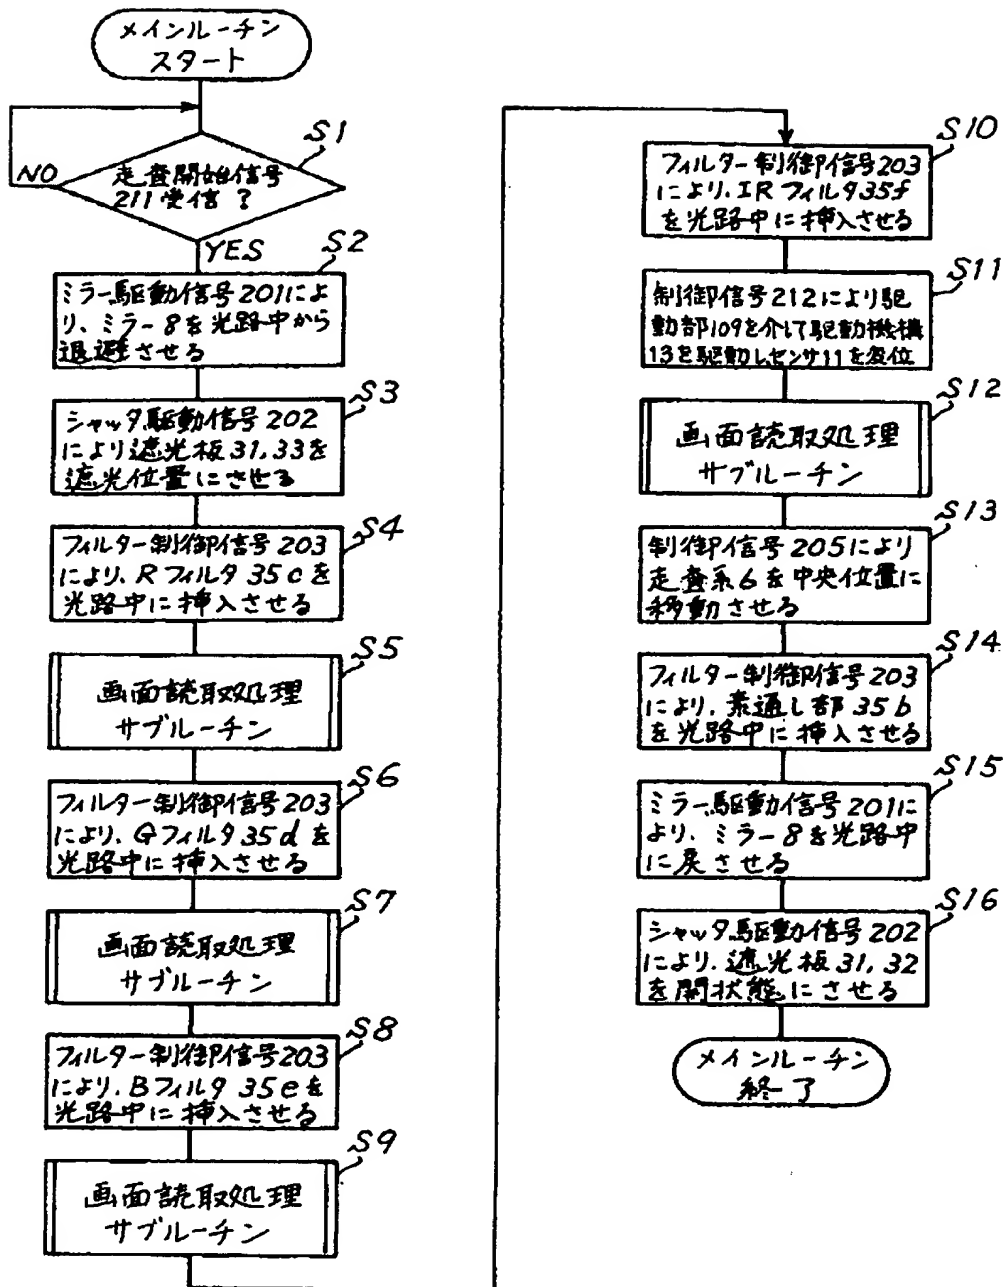 メインルーチン
スタート
S1
走査開始信号
211受信？
NO
YES
S2
ミラー駆動信号201によ
り、ミラー8を光路中から
退避させる
S3
シャッタ駆動信号202
により遮光板31,33を
遮光位置にさせる
S4
フィルター制御信号203
により、Rフィルタ35cを
光路中に挿入させる
S5
画面読取処理
サブルーチン
S6
フィルター制御信号203
により、Gフィルタ35dを
光路中に挿入させる
S7
画面読取処理
サブルーチン
S8
フィルター制御信号203
により、Bフィルタ35eを
光路中に挿入させる
S9
画面読取処理
サブルーチン
S10
フィルター制御信号203
により、IRフィルタ35f
を光路中に挿入させる
S11
制御信号212により駆
動部109を介して駆動機構
13を駆動しセンサ11を変位
S12
画面読取処理
サブルーチン
S13
制御信号205により
走査系6を中央位置に
移動させる
S14
フィルター制御信号203
により、素通し部35b
を光路中に挿入させる
S15
ミラー駆動信号201に
より、ミラー8を光路中
に戻させる
S16
シャッタ駆動信号202
により、遮光板31,32
を開状態にさせる
メインルーチン
終了